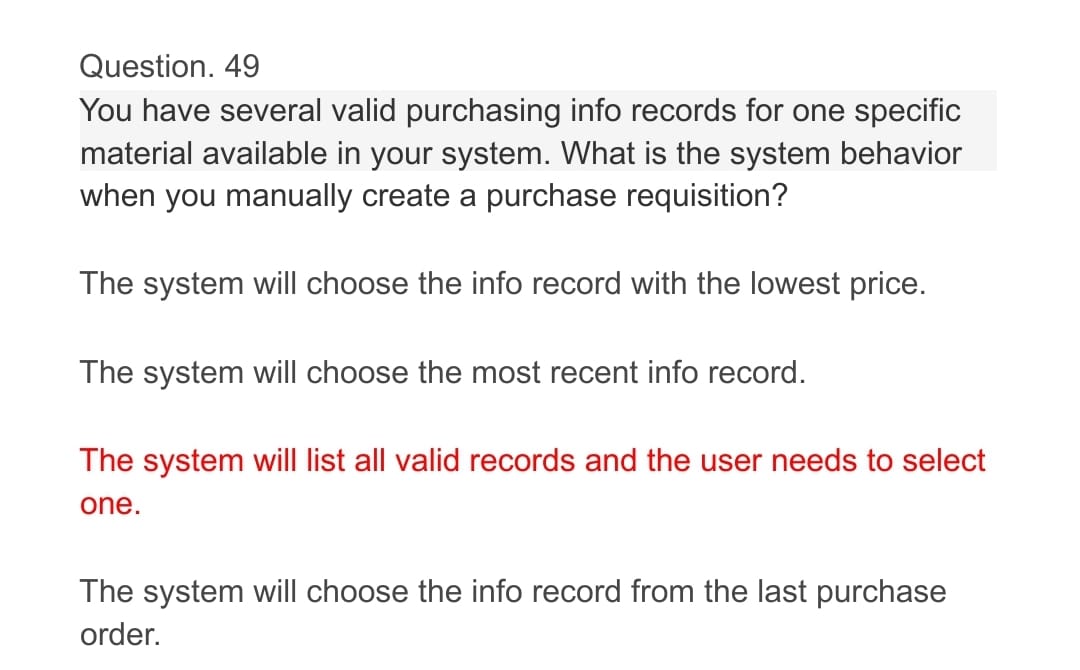 Question. 49
You have several valid purchasing info records for one specific
material available in your system. What is the system behavior
when you manually create a purchase requisition?
The system will choose the info record with the lowest price.
The system will choose the most recent info record.
The system will list all valid records and the user needs to select
one.
The system will choose the info record from the last purchase
order.